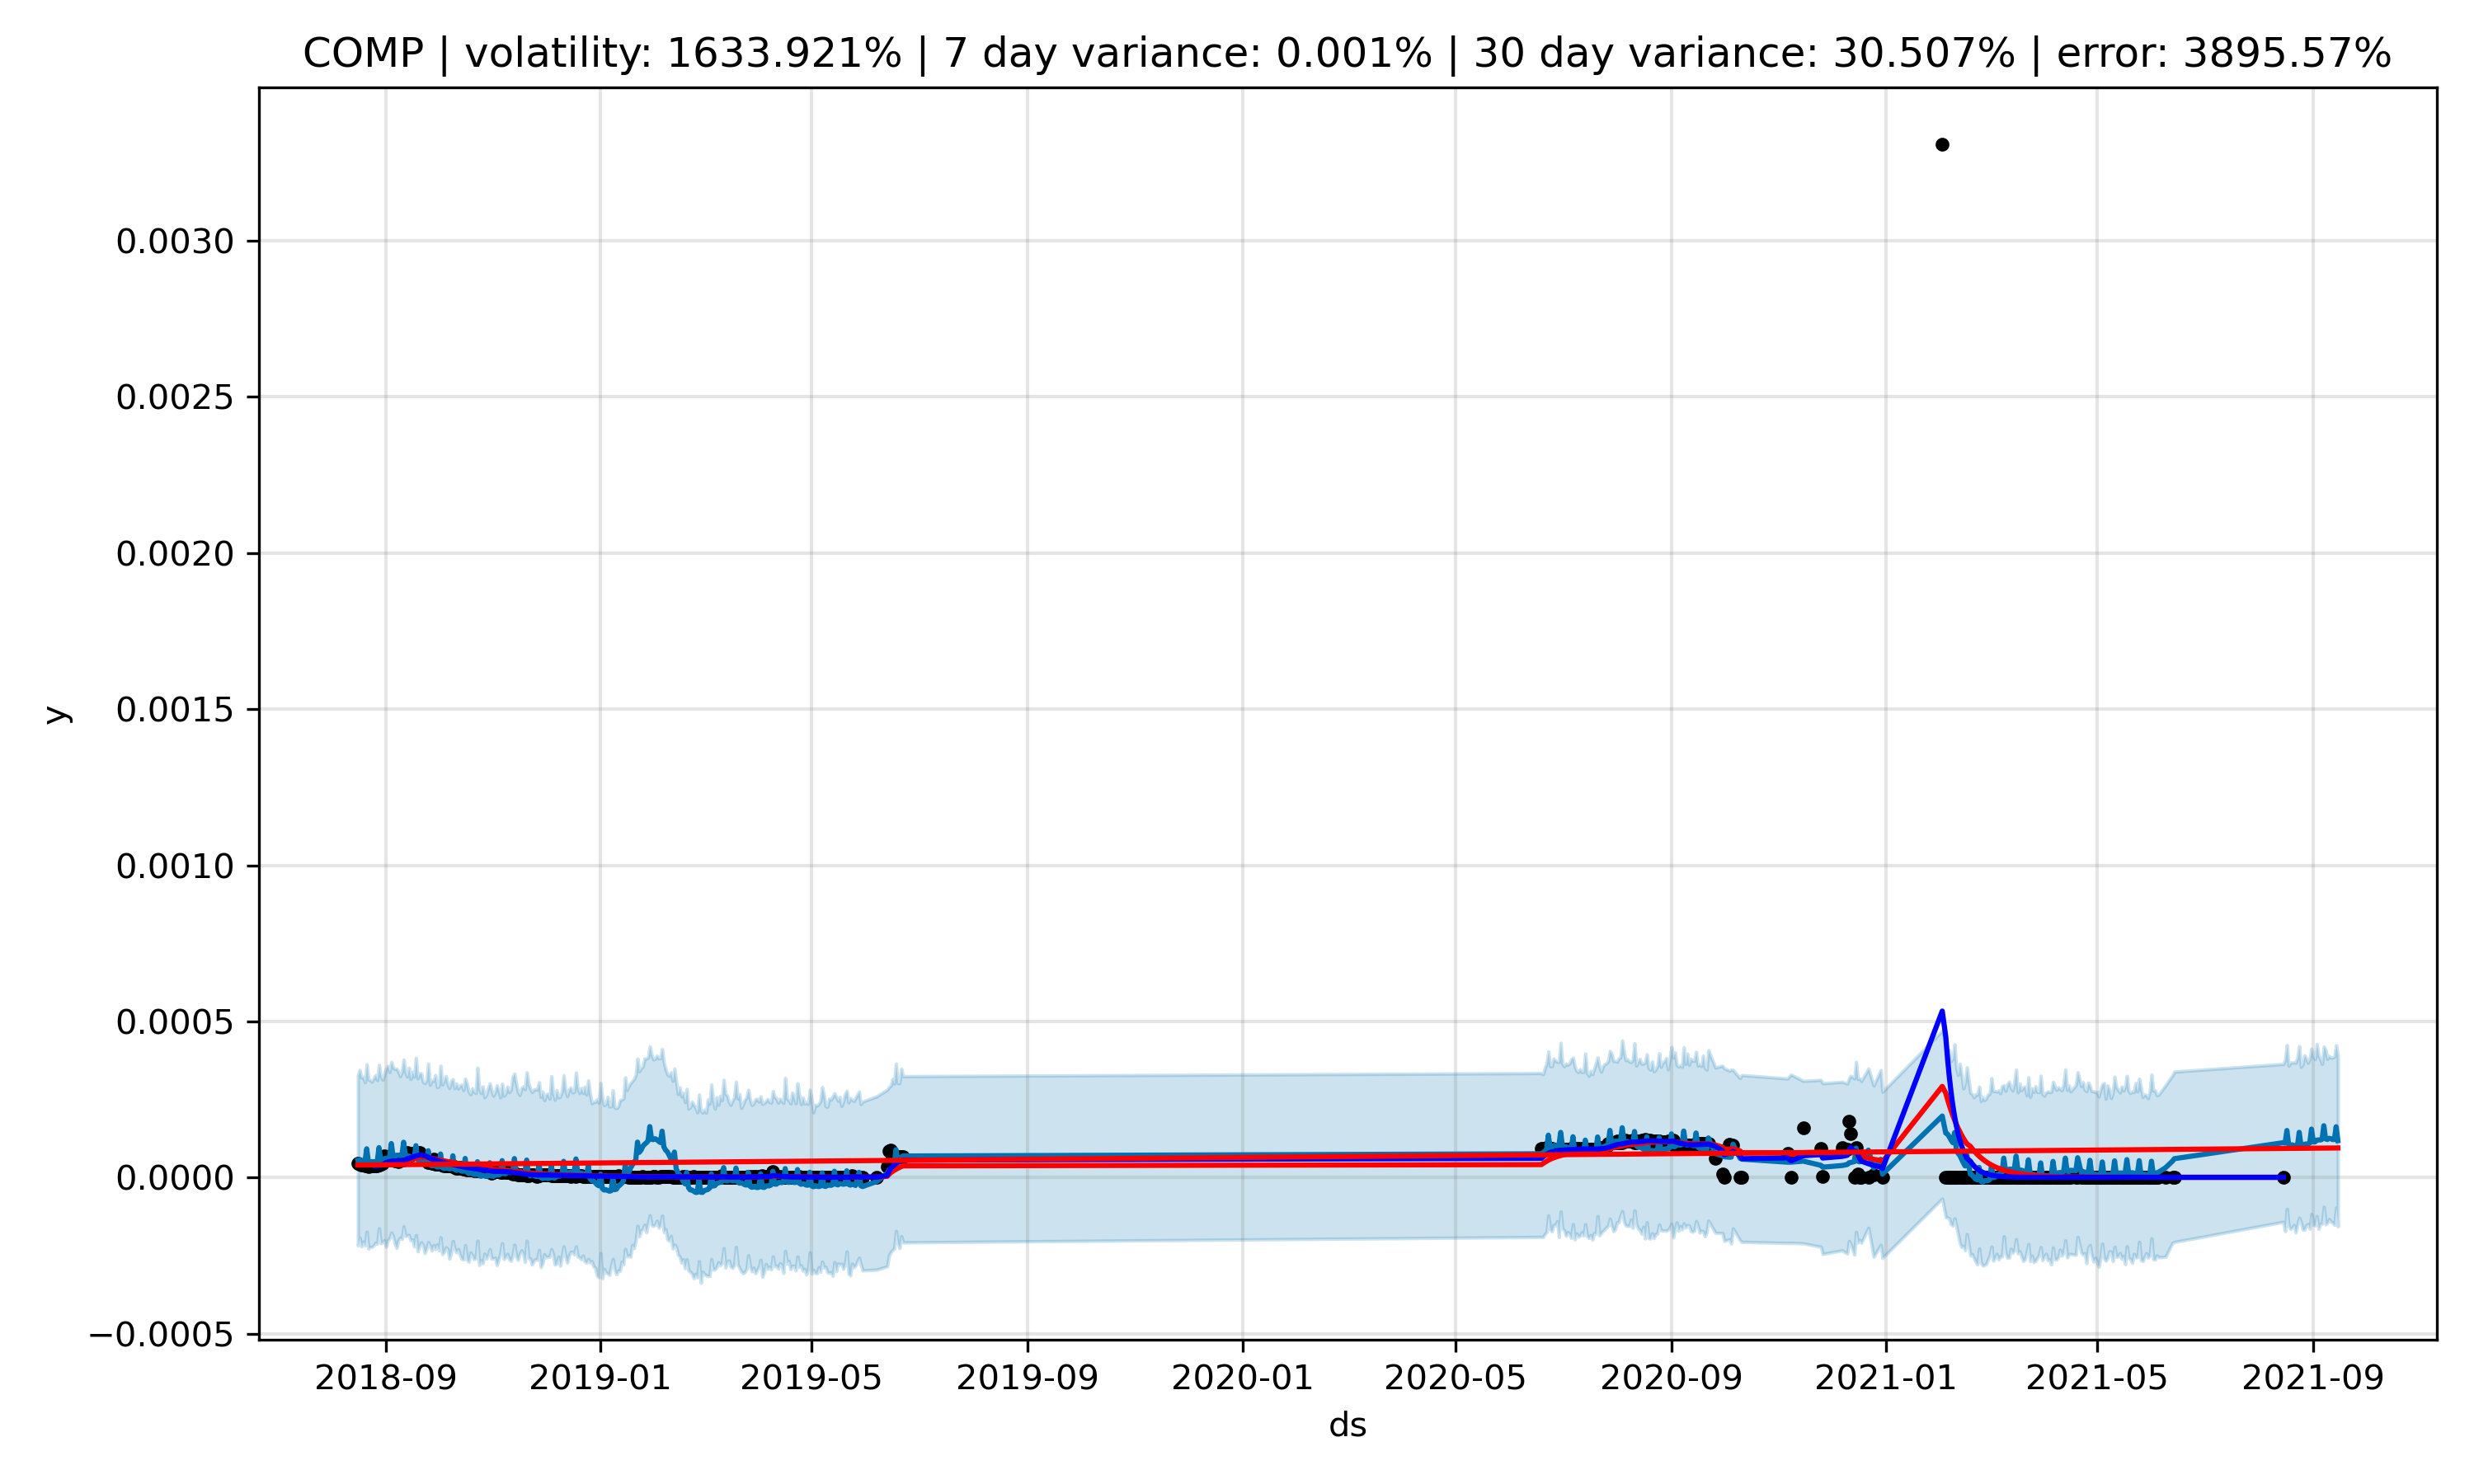 COMP | volatility: 1633.921% | 7 day variance: 0.001% | 30 day variance: 30.507% | error: 3895.57%
0.0030
0.0025
0.0020
0.0015
0.0010
0.0005
0.0000
−0.0005
y
2018-09 2019-01 2019-05 2019-09 2020-01 2020-05 2020-09 2021-01 2021-05 2021-09
ds